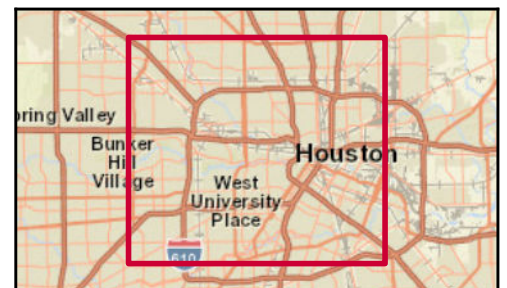 pring Valley
Bunker
Hill
Village
Houston
West
University
Place
610